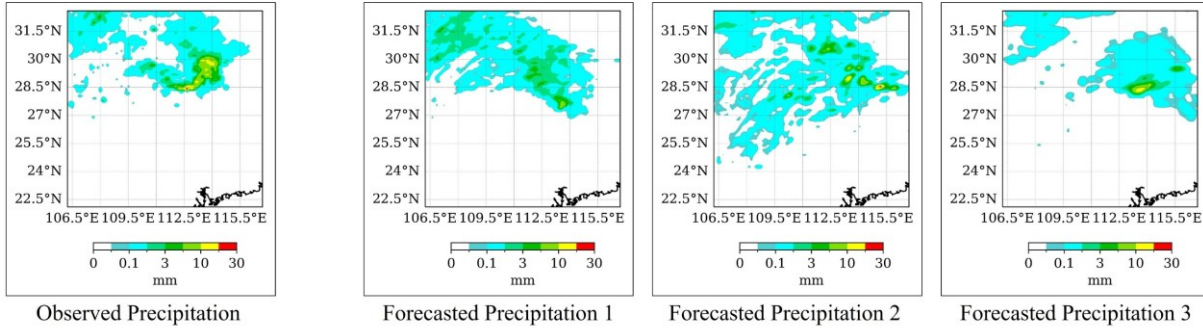 31.5°N
30°N
28.5°N
27°N
25.5°N
24°N
22.5°N
106.5°E 109.5°E 112.5°E 115.5°E
0 0.1 3 10 30
mm
Observed Precipitation
31.5°N
30°N
28.5°N
27°N
25.5°N
24°N
22.5°N
106.5°E 109.5°E 112.5°E 115.5°E
0 0.1 3 10 30
mm
Forecasted Precipitation 1
31.5°N
30°N
28.5°N
27°N
25.5°N
24°N
22.5°N
106.5°E 109.5°E 112.5°E 115.5°E
0 0.1 3 10 30
mm
Forecasted Precipitation 2
31.5°N
30°N
28.5°N
27°N
25.5°N
24°N
22.5°N
106.5°E 109.5°E 112.5°E 115.5°E
0 0.1 3 10 30
mm
Forecasted Precipitation 3